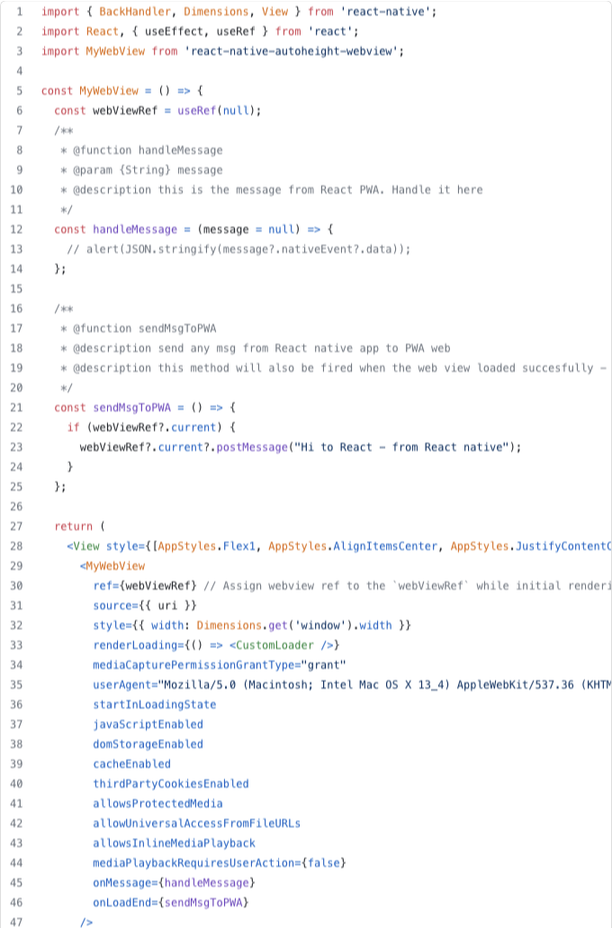 1 import { BackHandler, Dimensions, View } from 'react-native';
2 import React, { useEffect, useRef } from 'react';
3 import MyWebView from 'react-native-autoheight-webview';
4
5 const MyWebView = () => {
6   const webViewRef = useRef(null);
7   /**
8    * @function handleMessage
9    * @param {String} message
10    * @description this is the message from React PWA. Handle it here
11    */
12   const handleMessage = (message = null) => {
13     // alert(JSON.stringify(message?.nativeEvent?.data));
14   };
15
16   /**
17    * @function sendMsgToPWA
18    * @description send any msg from React native app to PWA web
19    * @description this method will also be fired when the web view loaded succesfully -
20    */
21   const sendMsgToPWA = () => {
22     if (webViewRef?.current) {
23       webViewRef?.current?.postMessage("Hi to React - from React native");
24     }
25   };
26
27   return (
28     <View style={[AppStyles.Flex1, AppStyles.AlignItemsCenter, AppStyles.JustifyContentC
29       <MyWebView
30         ref={webViewRef} // Assign webview ref to the `webViewRef` while initial renderi
31         source={{ uri }}
32         style={{ width: Dimensions.get('window').width }}
33         renderLoading={() => <CustomLoader />}
34         mediaCapturePermissionGrantType="grant"
35         userAgent="Mozilla/5.0 (Macintosh; Intel Mac OS X 13_4) AppleWebKit/537.36 (KHTM
36         startInLoadingState
37         javaScriptEnabled
38         domStorageEnabled
39         cacheEnabled
40         thirdPartyCookiesEnabled
41         allowsProtectedMedia
42         allowUniversalAccessFromFileURLs
43         allowsInlineMediaPlayback
44         mediaPlaybackRequiresUserAction={false}
45         onMessage={handleMessage}
46         onLoadEnd={sendMsgToPWA}
47       />